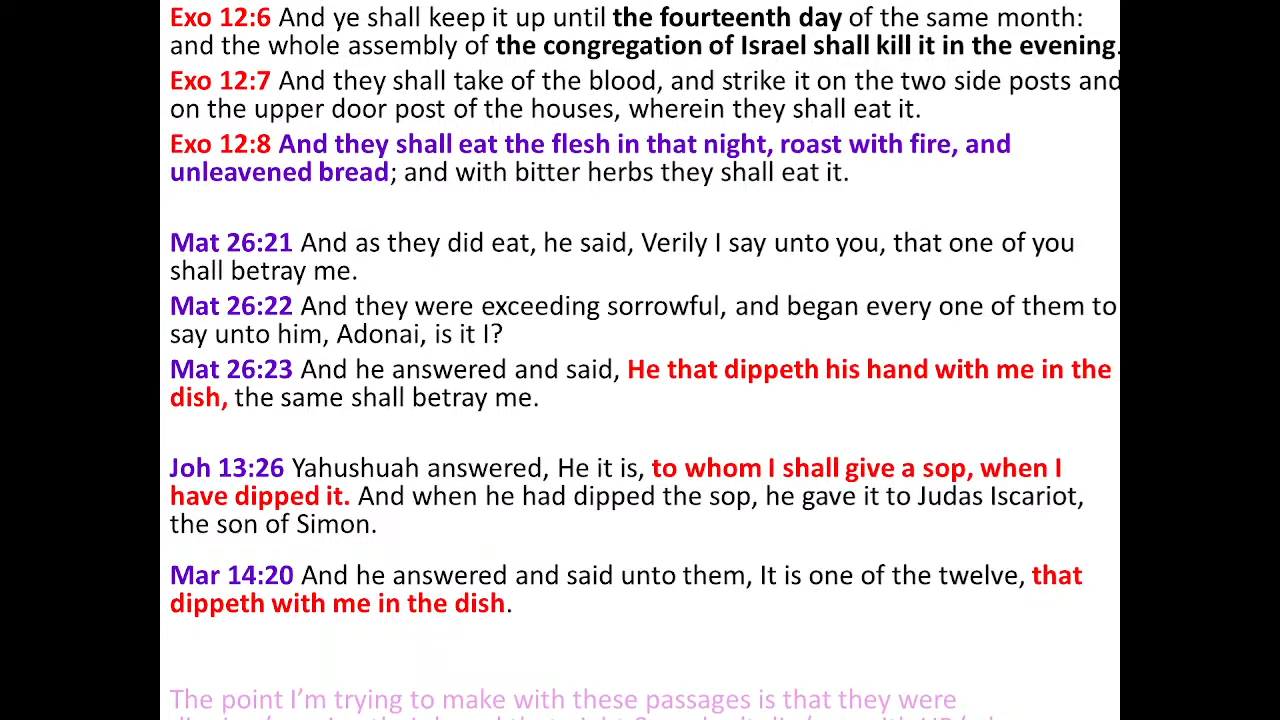 Exo 12:6 And ye shall keep it up until the fourteenth day of the same month:
and the whole assembly of the congregation of Israel shall kill it in the evening.
Exo 12:7 And they shall take of the blood, and strike it on the two side posts and
on the upper door post of the houses, wherein they shall eat it.
Exo 12:8 And they shall eat the flesh in that night, roast with fire, and
unleavened bread; and with bitter herbs they shall eat it.
Mat 26:21 And as they did eat, he said, Verily I say unto you, that one of you
shall betray me.
Mat 26:22 And they were exceeding sorrowful, and began every one of them to
say unto him, Adonai, is it I?
Mat 26:23 And he answered and said, He that dippeth his hand with me in the
dish, the same shall betray me.
Joh 13:26 Yahushuah answered, He it is, to whom I shall give a sop, when I
have dipped it. And when he had dipped the sop, he gave it to Judas Iscariot,
the son of Simon.
Mar 14:20 And he answered and said unto them, It is one of the twelve, that
dippeth with me in the dish.
The point I'm trying to make with these passages is that they were